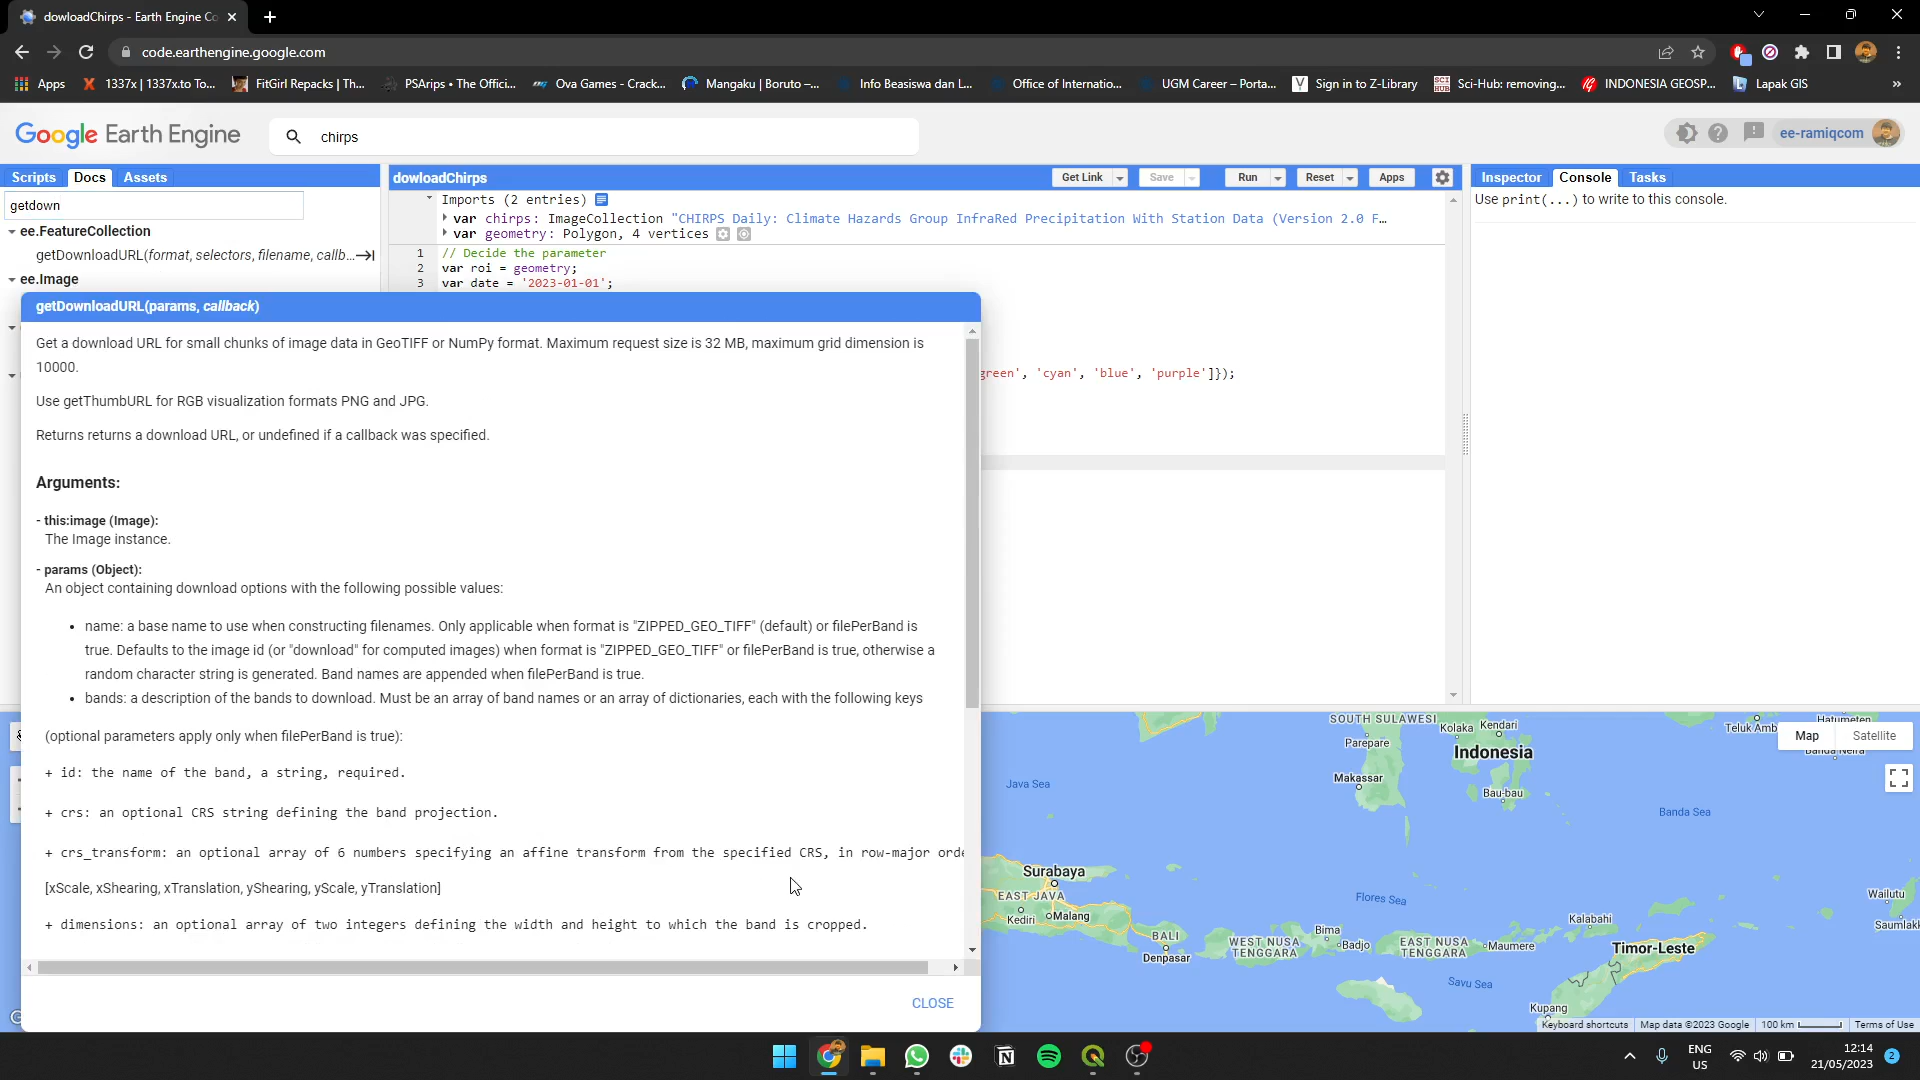 dowloadChirps - Earth Engine Co
code.earthengine.google.com
Apps
1337x | 1337x.to To...
FitGirl Repacks | Th...
PSArips • The Offici...
Ova Games - Crack...
Mangaku | Boruto –...
Info Beasiswa dan L...
Office of Internatio...
UGM Career – Porta...
Sign in to Z-Library
Sci-Hub: removing...
INDONESIA GEOSP...
Lapak GIS
Google Earth Engine
chirps
ee-ramiqcom
Scripts
Docs
Assets
dowloadChirps
Get Link
Save
Run
Reset
Apps
Inspector
Console
Tasks
getdown
ee.FeatureCollection
getDownloadURL(format, selectors, filename, callb...
ee.Image
Imports (2 entries)
var chirps: ImageCollection "CHIRPS Daily: Climate Hazards Group InfraRed Precipitation With Station Data (Version 2.0 F…
var geometry: Polygon, 4 vertices
1 // Decide the parameter
2 var roi = geometry;
3 var date = '2023-01-01';
green', 'cyan', 'blue', 'purple']});
Use print(...) to write to this console.
getDownloadURL(params, callback)
Get a download URL for small chunks of image data in GeoTIFF or NumPy format. Maximum request size is 32 MB, maximum grid dimension is
10000.
Use getThumbURL for RGB visualization formats PNG and JPG.
Returns returns a download URL, or undefined if a callback was specified.
Arguments:
- this:image (Image):
The Image instance.
- params (Object):
An object containing download options with the following possible values:
• name: a base name to use when constructing filenames. Only applicable when format is "ZIPPED_GEO_TIFF" (default) or filePerBand is
true. Defaults to the image id (or "download" for computed images) when format is "ZIPPED_GEO_TIFF" or filePerBand is true, otherwise a
random character string is generated. Band names are appended when filePerBand is true.
• bands: a description of the bands to download. Must be an array of band names or an array of dictionaries, each with the following keys
(optional parameters apply only when filePerBand is true):
+ id: the name of the band, a string, required.
+ crs: an optional CRS string defining the band projection.
+ crs_transform: an optional array of 6 numbers specifying an affine transform from the specified CRS, in row-major orde
[xScale, xShearing, xTranslation, yShearing, yScale, yTranslation]
+ dimensions: an optional array of two integers defining the width and height to which the band is cropped.
CLOSE
SOUTH SULAWESI
Parepare
Kolaka
Kendari
Indonesia
Makassar
Bau-bau
Java Sea
Teluk Amb
Hatumeten
Banda Neira
Map
Satellite
Banda Sea
Surabaya
EAST JAVA
Kediri
Malang
BALI
Denpasar
Flores Sea
Bima
Badjo
WEST NUSA
TENGGARA
EAST NUSA
TENGGARA
Maumere
Kalabahi
Timor-Leste
Wailutu
Saumlak
Savu Sea
Kupang
Keyboard shortcuts
Map data ©2023 Google
100 km
Terms of Use
ENG
US
12:14
21/05/2023
2